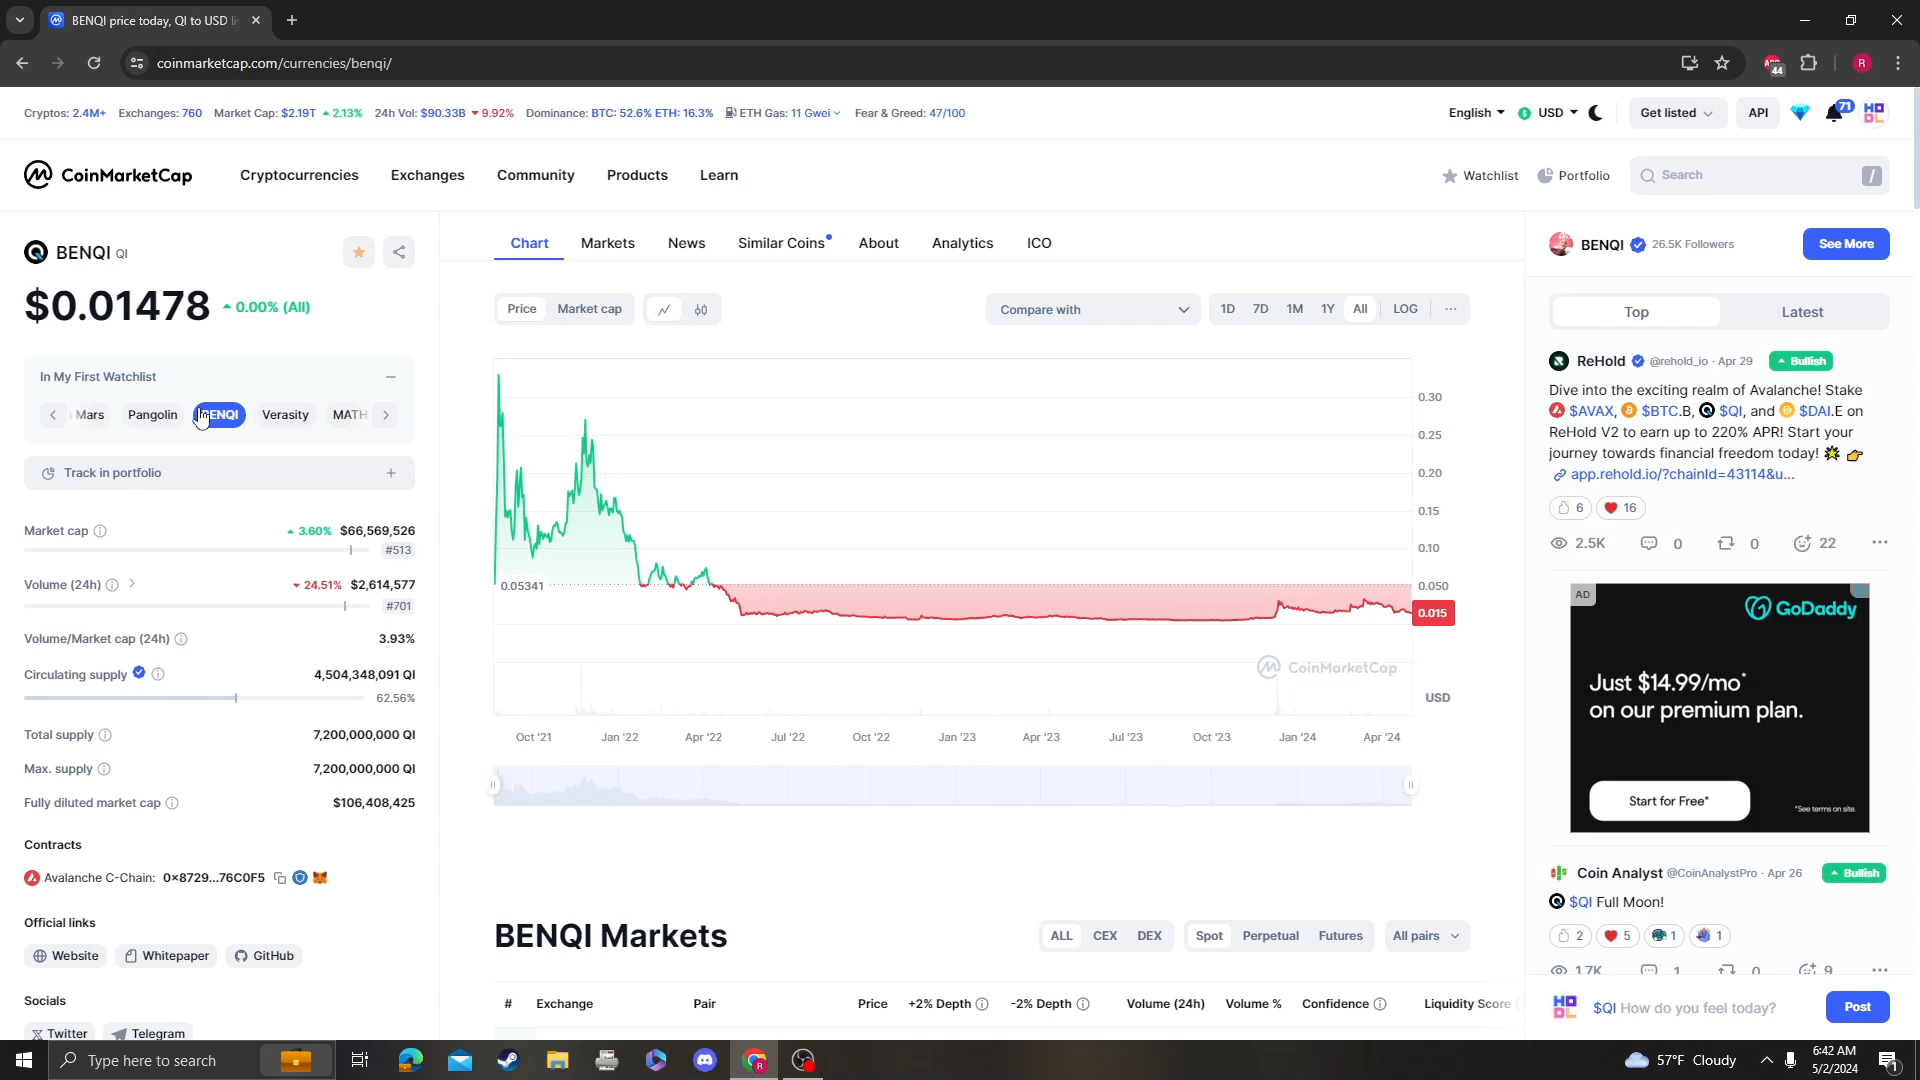 BENQI price today, QI to USD li
coinmarketcap.com/currencies/benqi/
44
R
Cryptos: 2.4M+ Exchanges: 760 Market Cap: $2.19T 2.13% 24h Vol: $90.33B 9.92% Dominance: BTC: 52.6% ETH: 16.3% ETH Gas: 11 Gwei Fear & Greed: 47/100
English USD Get listed API 71
CoinMarketCap Cryptocurrencies Exchanges Community Products Learn
Watchlist Portfolio Search /
BENQI QI
$0.01478 0.00% (All)
In My First Watchlist
Mars Pangolin BENQI Verasity MATH
Track in portfolio +
Market cap 3.60% $66,569,526
#513
Volume (24h) 24.51% $2,614,577
#701
Volume/Market cap (24h) 3.93%
Circulating supply 4,504,348,091 QI
62.56%
Total supply 7,200,000,000 QI
Max. supply 7,200,000,000 QI
Fully diluted market cap $106,408,425
Contracts
Avalanche C-Chain: 0x8729...76C0F5
Official links
Website Whitepaper GitHub
Socials
Twitter Telegram
Chart Markets News Similar Coins About Analytics ICO
Price Market cap
Compare with 1D 7D 1M 1Y All LOG ...
0.30
0.25
0.20
0.15
0.10
0.05341 0.050
0.015
CoinMarketCap
USD
Oct '21 Jan '22 Apr '22 Jul '22 Oct '22 Jan '23 Apr '23 Jul '23 Oct '23 Jan '24 Apr '24
BENQI Markets ALL CEX DEX Spot Perpetual Futures All pairs
# Exchange Pair Price +2% Depth -2% Depth Volume (24h) Volume % Confidence Liquidity Score
BENQI 26.5K Followers See More
Top Latest
ReHold @rehold_io · Apr 29 Bullish
Dive into the exciting realm of Avalanche! Stake
$AVAX, $BTC.B, $QI, and $DAI.E on
ReHold V2 to earn up to 220% APR! Start your
journey towards financial freedom today!
app.rehold.io/?chainId=43114&u...
6 16
2.5K 0 0 22
AD
GoDaddy
Just $14.99/mo*
on our premium plan.
Start for Free*
*See terms on site.
Coin Analyst @CoinAnalystPro · Apr 26 Bullish
$QI Full Moon!
2 5 1 1
1.7K 1 0 9
HODL $QI How do you feel today? Post
Type here to search
57°F Cloudy
6:42 AM
5/2/2024
1